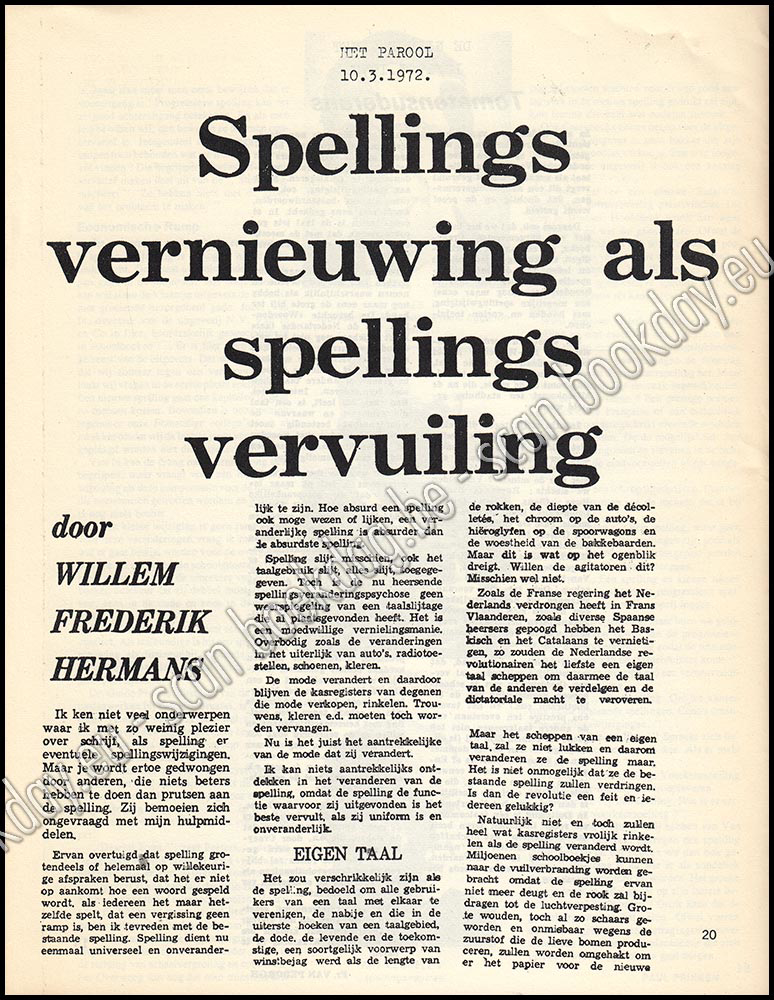 HET PAROOL
10.3.1972.
Spellings
vernieuwing als
spellings
vervuiling
door
WILLEM
FREDERIK
HERMANS
Ik ken niet veel onderwerpen
waar ik met zo weinig plezier
over schrijf, als spelling er
eventuele spellingswijzigingen.
Maar je wordt ertoe gedwongen
door anderen, die niets beters
hebben te doen dan prutsen aan
de spelling. Zij bemoeien zich
ongevraagd met mijn hulpmid-
delen.
Ervan overtuigd dat spelling gro-
tendeels of helemaal op willekeuri-
ge afspraken berust, dat het er niet
op aankomt hoe een woord gespeld
wordt, als iedereen het maar het-
zelfde spelt, dat een vergissing geen
ramp is, ben ik tevreden met de be-
staande spelling. Spelling dient nu
eenmaal universeel en onverander-
lijk te zijn. Hoe absurd een spelling
ook moge wezen of lijken, een ver-
anderlijke spelling is absurder dan
de absurdste spelling.
Spelling slijt misschien, ook het
taalgebruik slijt, alles slijt, toegege-
geven. Toch is de nu heersende
spellingveranderingspsychose geen
weerspiegeling van een taalslijtage
die plaatsgevonden heeft. Het is
een moedwillige vernielingsmanie.
Overbodig zoals de veranderingen
in het uiterlijk van auto's, radiotoe-
stellen, schoenen, kleren.
De mode verandert en daardoor
blijven de kasregisters van degenen
die mode verkopen, rinkelen. Trou-
wens, kleren e.d. moeten toch wor-
den vervangen.
Nu is het juist het aantrekkelijke
van de mode dat zij verandert.
Ik kan niets aantrekkelijks ont-
dekken in het veranderen van de
spelling, omdat de spelling de func-
tie waarvoor zij uitgevonden is het
beste vervult, als zij uniform is en
onveranderlijk.
EIGEN TAAL
Het zou verschrikkelijk zijn als
de spelling, bedoeld om alle gebrui-
kers van een taal met elkaar te
verenigen, de nabije en die in de
uiterste hoeken van een taalgebied,
de dode, de levende en de toekom-
stige, een soortgelijk voorwerp van
winstbejag werd als de lengte van
de rokken, de diepte van de décol-
letés, het chroom op de auto's, de
hiëroglyfen op de spoorwagons en
de woestheid van de bakkebaarden.
Maar dit is wat op het ogenblik
dreigt. Willen de agitatoren dit?
Misschien wel niet.
Zoals de Franse regering het Ne-
derlands verdrongen heeft in Frans
Vlaanderen, zoals diverse Spaanse
heersers gepoogd hebben het Bas-
kisch en het Catalaans te vernieti-
gen, zo zouden de Nederlandse re-
volutionairen het liefste een eigen
taal scheppen om daarmee de taal
van de anderen te verdelgen en de
dictatoriale macht te veroveren.
Maar het scheppen van een eigen
taal, zal ze niet lukken en daarom
veranderen ze de spelling maar.
Het is niet onmogelijk dat ze de be-
staande spelling zullen verdringen.
Is dan de revolutie een feit en ie-
dereen gelukkig?
Natuurlijk niet en toch zullen
heel wat kasregisters vrolijk rinke-
len als de spelling veranderd wordt.
Miljoenen schoolboekjes kunnen
naar de vuilverbranding worden ge-
bracht omdat de spelling ervan
niet meer deugt en de rook zal bij-
dragen tot de luchtverpesting. Gro-
te wouden, toch al zo schaars ge-
worden en onmisbaar wegens de
zuurstof die de lieve bomen produ-
ceren, zullen worden omgehakt om
er het papier voor de nieuwe
20
bookday.eu - scan bookday.be - scan bookday.eu